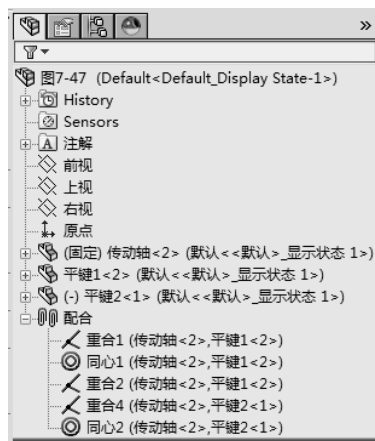 »
图7-47 (Default<Default_Display State-1>)
History
Sensors
A 注解
前视
上视
右视
原点
(固定) 传动轴<2> (默认<<默认>_显示状态 1>)
平键1<2> (默认<<默认>_显示状态 1>)
(-) 平键2<1> (默认<<默认>_显示状态 1>)
配合
重合1 (传动轴<2>,平键1<2>)
同心1 (传动轴<2>,平键1<2>)
重合2 (传动轴<2>,平键1<2>)
重合4 (传动轴<2>,平键2<1>)
同心2 (传动轴<2>,平键2<1>)